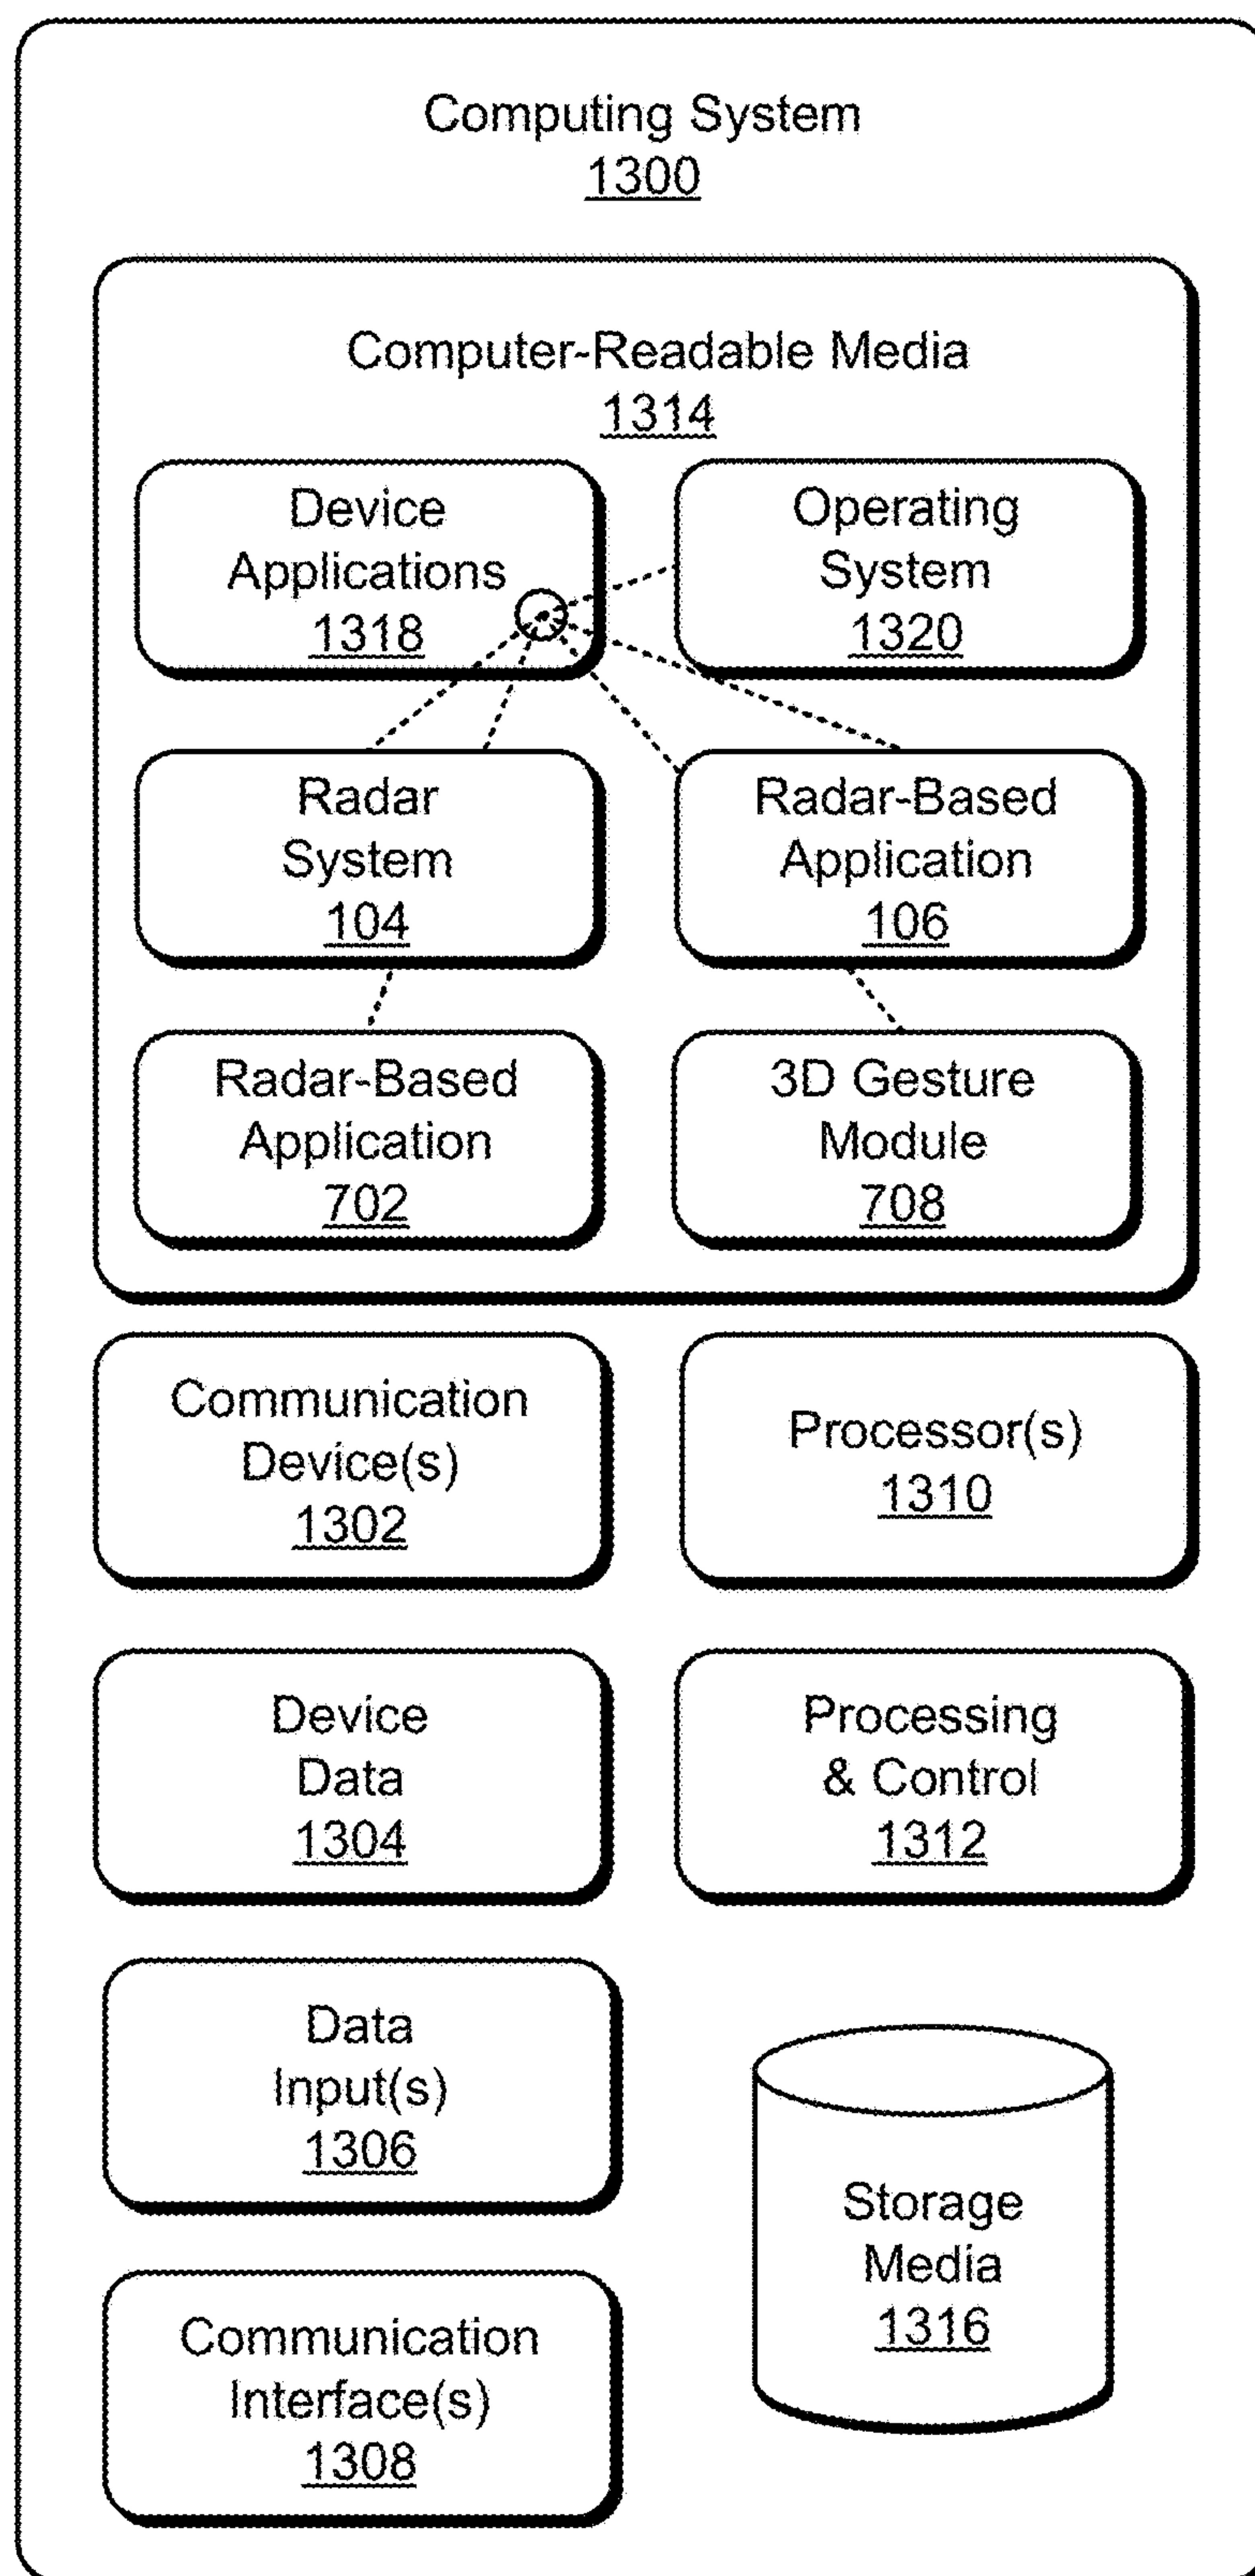 Computing System
1300
Computer-Readable Media
1314
Device
Applications
1318
Operating
System
1320
Radar
System
104
Radar-Based
Application
106
Radar-Based
Application
702
3D Gesture
Module
708
Communication
Device(s)
1302
Processor(s)
1310
Device
Data
1304
Processing
& Control
1312
Data
Input(s)
1306
Storage
Media
1316
Communication
Interface(s)
1308